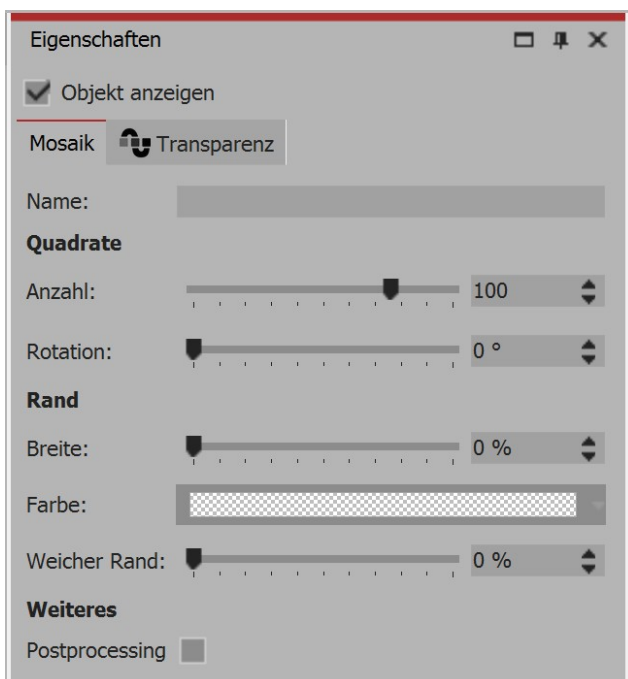 Eigenschaften
Objekt anzeigen
Mosaik Transparenz
Name:
Quadrate
Anzahl: 100
Rotation: 0 °
Rand
Breite: 0 %
Farbe:
Weicher Rand: 0 %
Weiteres
Postprocessing